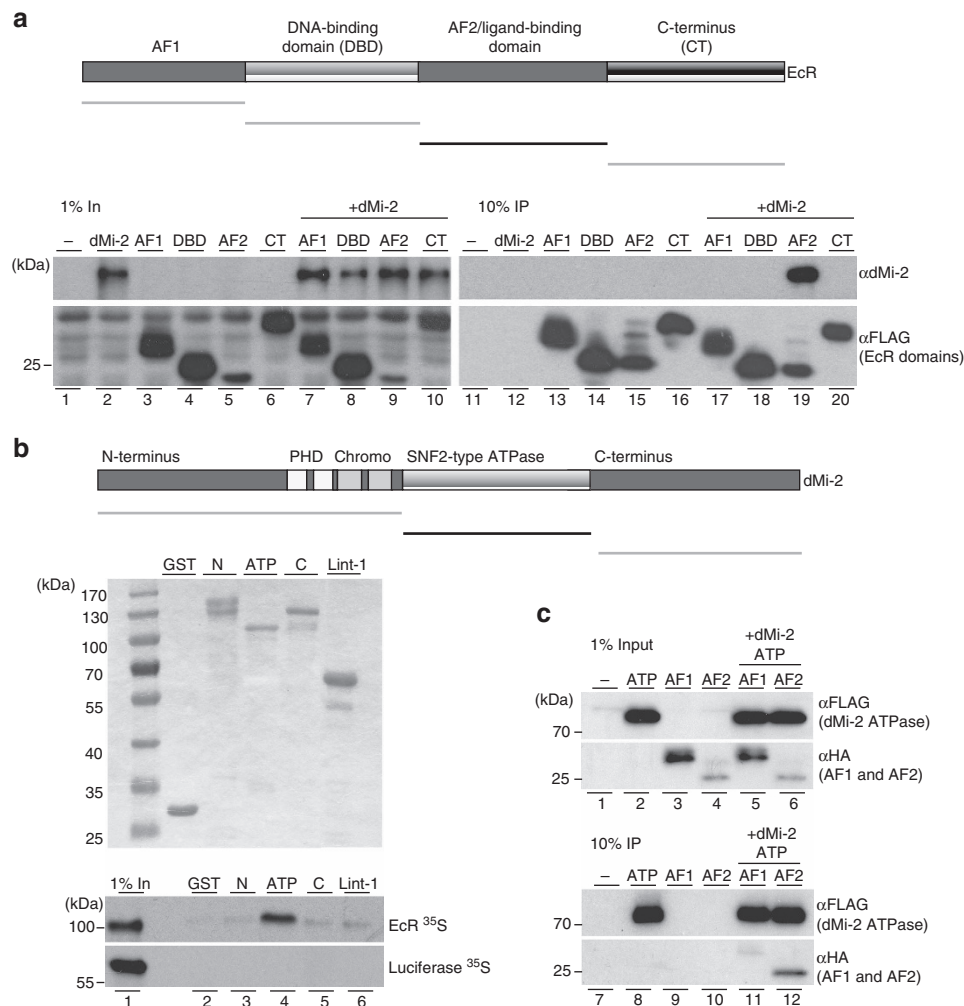 a
DNA-binding domain (DBD)
AF2/ligand-binding domain
C-terminus (CT)
AF1
EcR
1% In
+dMi-2
10% IP
+dMi-2
– dMi-2 AF1 DBD AF2 CT AF1 DBD AF2 CT
– dMi-2 AF1 DBD AF2 CT AF1 DBD AF2 CT
(kDa)
αdMi-2
25
αFLAG
(EcR domains)
1 2 3 4 5 6 7 8 9 10 11 12 13 14 15 16 17 18 19 20
b
N-terminus PHD Chromo SNF2-type ATPase C-terminus
dMi-2
GST N ATP C Lint-1
(kDa)
170
130
100
70
55
40
35
25
1% In GST N ATP C Lint-1
(kDa)
100
EcR ³⁵S
Luciferase ³⁵S
55
1 2 3 4 5 6
c
1% Input
+dMi-2
ATP
– ATP AF1 AF2 AF1 AF2
(kDa)
αFLAG
(dMi-2 ATPase)
70
αHA
(AF1 and AF2)
25
1 2 3 4 5 6
10% IP
+dMi-2
ATP
– ATP AF1 AF2 AF1 AF2
αFLAG
(dMi-2 ATPase)
70
αHA
(AF1 and AF2)
25
7 8 9 10 11 12